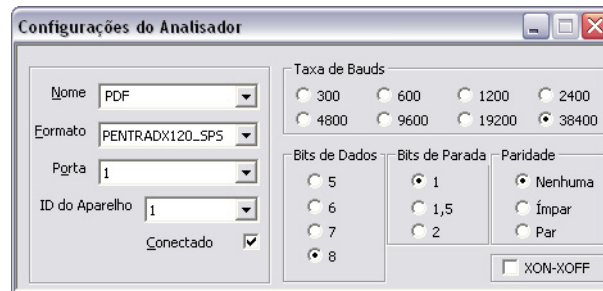 Configurações do Analisador
Nome PDF
Formato PENTRADX120_SPS
Porta 1
ID do Aparelho 1
Conectado
Taxa de Bauds
300 600 1200 2400
4800 9600 19200 38400
Bits de Dados
5
6
7
8
Bits de Parada
1
1,5
2
Paridade
Nenhuma
Ímpar
Par
XON-XOFF